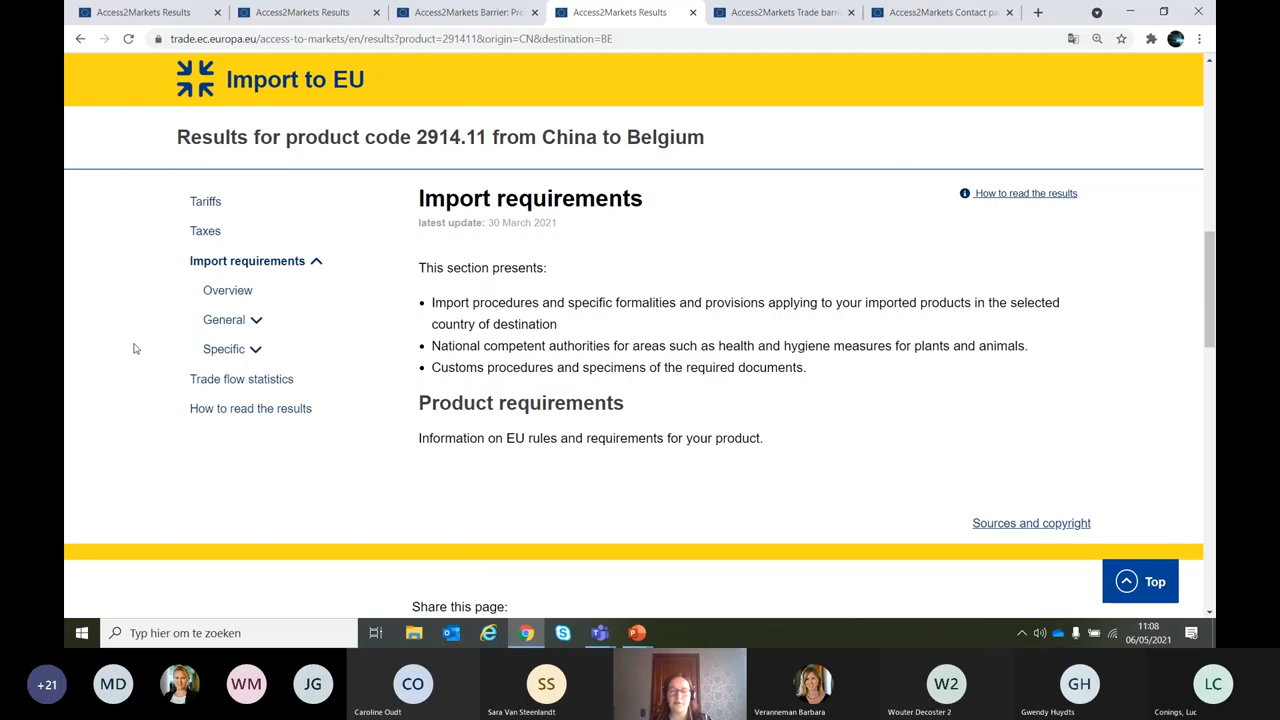 Access2Markets Results
Access2Markets Results
Access2Markets Barrier: Pro
Access2Markets Results
Access2Markets Trade barri
Access2Markets Contact pa
trade.ec.europa.eu/access-to-markets/en/results?product=291411&origin=CN&destination=BE
Import to EU
Results for product code 2914.11 from China to Belgium
Tariffs
Taxes
Import requirements
Overview
General
Specific
Trade flow statistics
How to read the results
Import requirements
How to read the results
latest update: 30 March 2021
This section presents:
Import procedures and specific formalities and provisions applying to your imported products in the selected
country of destination
National competent authorities for areas such as health and hygiene measures for plants and animals.
Customs procedures and specimens of the required documents.
Product requirements
Information on EU rules and requirements for your product.
Sources and copyright
Top
Share this page:
Typ hier om te zoeken
11:08
06/05/2021
+21
MD
WM
JG
CO
Caroline Oudt
SS
Sara Van Steenlandt
Veranneman Barbara
W2
Wouter Decoster 2
GH
Gwendy Huydts
LC
Conings, Luc